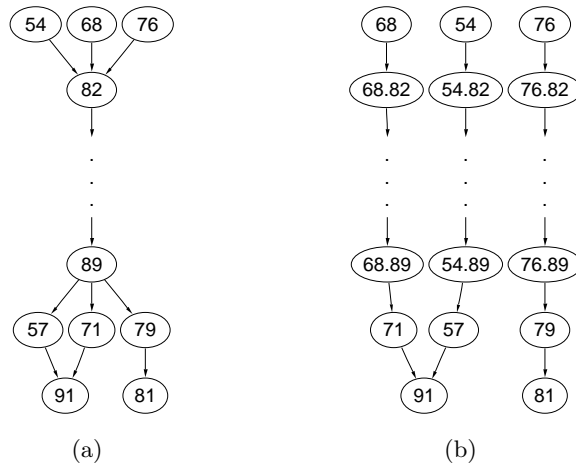 54 68 76 68 54 76
82 68.82 54.82 76.82
. . . .
. . . .
. . . .
89 68.89 54.89 76.89
57 71 79 71 57 79
91 81 91 81
(a) (b)